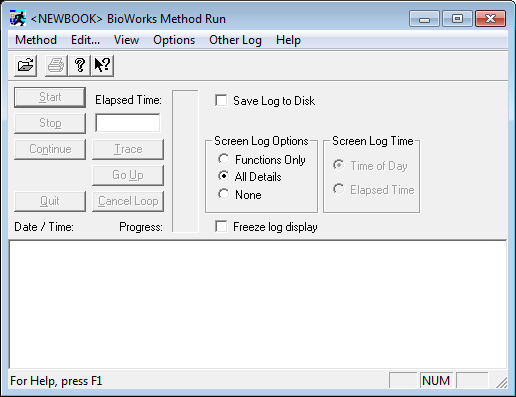 <NEWBOOK> BioWorks Method Run
Method Edit... View Options Other Log Help
Start
Elapsed Time:
Save Log to Disk
Stop
Continue
Trace
Go Up
Quit
Cancel Loop
Screen Log Options
Functions Only
All Details
None
Screen Log Time
Time of Day
Elapsed Time
Date / Time:
Progress:
Freeze log display
For Help, press F1
NUM